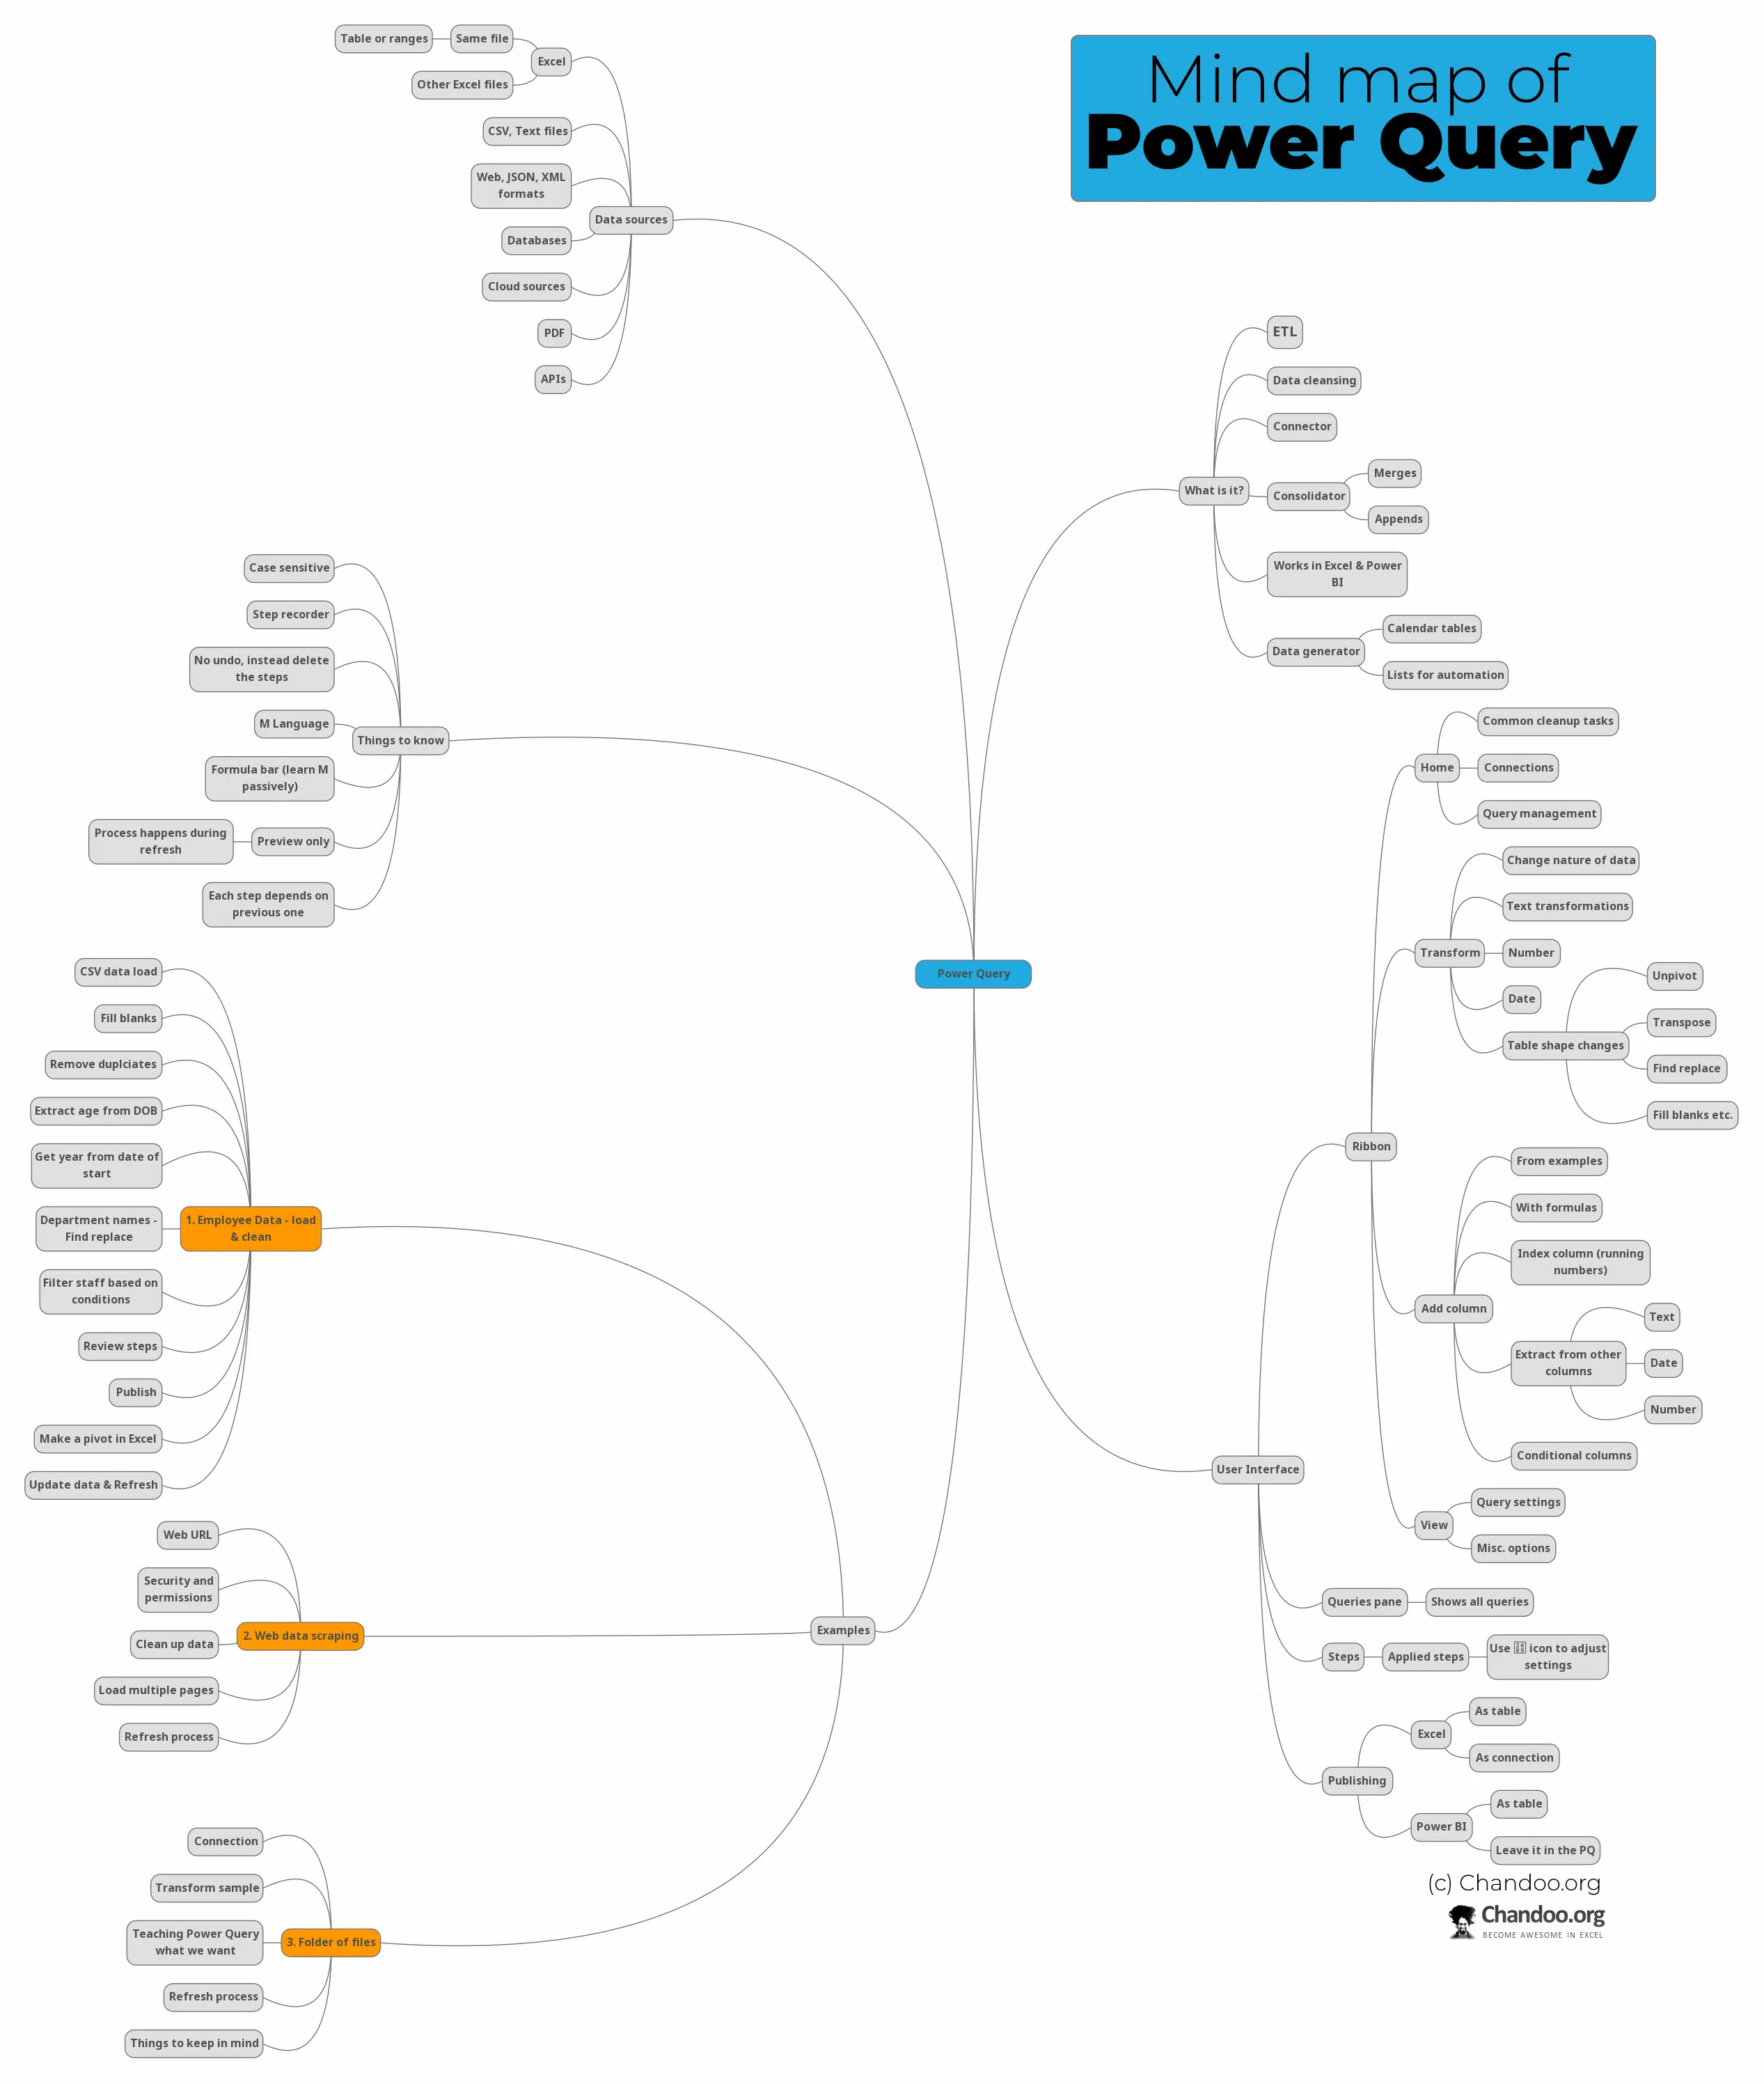 Mind map of
Power Query
Power Query
What is it?
ETL
Data cleansing
Connector
Consolidator
Merges
Appends
Works in Excel & Power
BI
Data generator
Calendar tables
Lists for automation
User Interface
Ribbon
Home
Common cleanup tasks
Connections
Query management
Transform
Change nature of data
Text transformations
Number
Date
Table shape changes
Unpivot
Transpose
Find replace
Fill blanks etc.
Add column
From examples
With formulas
Index column (running
numbers)
Extract from other
columns
Text
Date
Number
Conditional columns
View
Query settings
Misc. options
Queries pane
Shows all queries
Steps
Applied steps
Use icon to adjust
settings
Publishing
Excel
As table
As connection
Power BI
As table
Leave it in the PQ
Data sources
Excel
Same file
Table or ranges
Other Excel files
CSV, Text files
Web, JSON, XML
formats
Databases
Cloud sources
PDF
APIs
Things to know
Case sensitive
Step recorder
No undo, instead delete
the steps
M Language
Formula bar (learn M
passively)
Preview only
Process happens during
refresh
Each step depends on
previous one
Examples
1. Employee Data - load
& clean
CSV data load
Fill blanks
Remove duplciates
Extract age from DOB
Get year from date of
start
Department names -
Find replace
Filter staff based on
conditions
Review steps
Publish
Make a pivot in Excel
Update data & Refresh
2. Web data scraping
Web URL
Security and
permissions
Clean up data
Load multiple pages
Refresh process
3. Folder of files
Connection
Transform sample
Teaching Power Query
what we want
Refresh process
Things to keep in mind
(c) Chandoo.org
Chandoo.org
BECOME AWESOME IN EXCEL